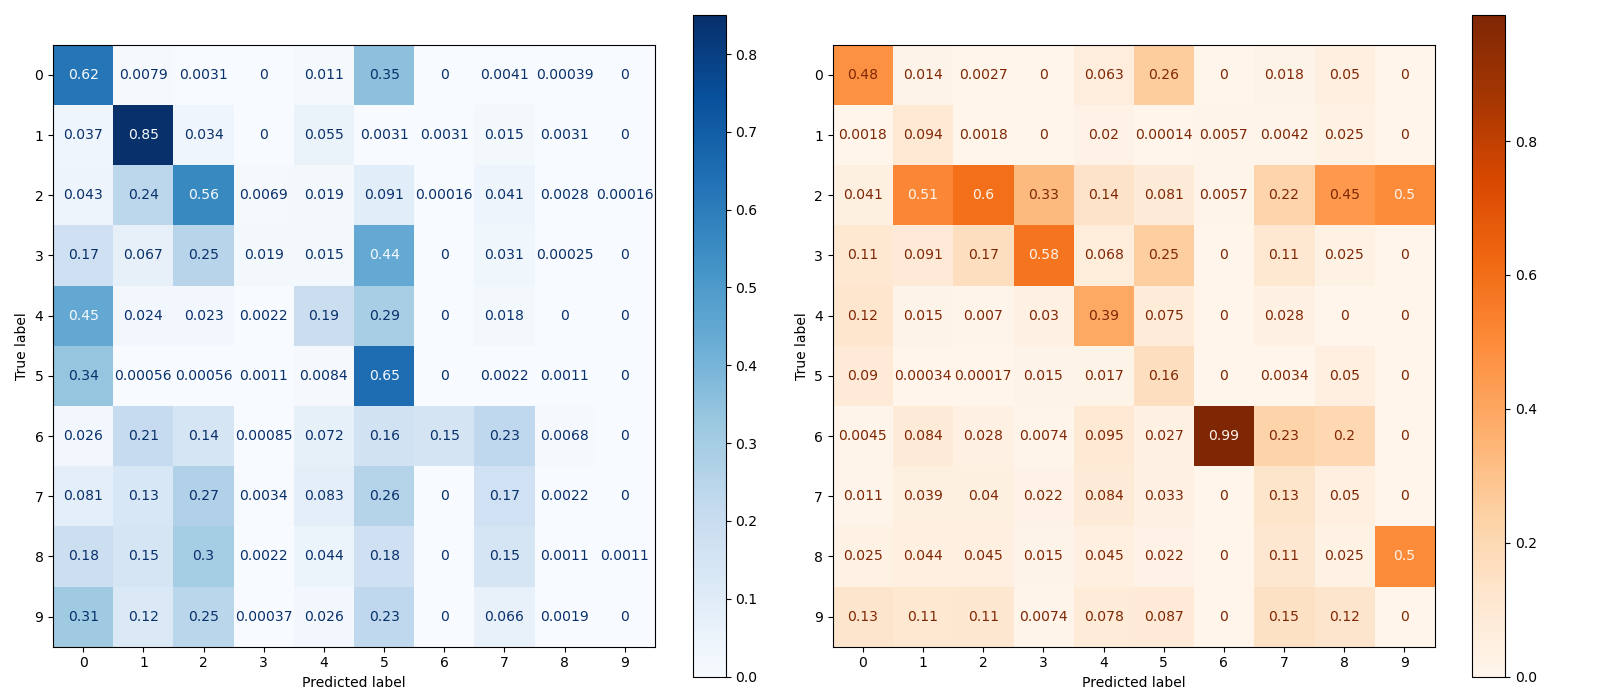 0 0.62 0.0079 0.0031 0 0.011 0.35 0 0.0041 0.00039 0
1 0.037 0.85 0.034 0 0.055 0.0031 0.0031 0.015 0.0031 0
2 0.043 0.24 0.56 0.0069 0.019 0.091 0.00016 0.041 0.0028 0.00016
3 0.17 0.067 0.25 0.019 0.015 0.44 0 0.031 0.00025 0
4 0.45 0.024 0.023 0.0022 0.19 0.29 0 0.018 0 0
5 0.34 0.00056 0.00056 0.0011 0.0084 0.65 0 0.0022 0.0011 0
6 0.026 0.21 0.14 0.00085 0.072 0.16 0.15 0.23 0.0068 0
7 0.081 0.13 0.27 0.0034 0.083 0.26 0 0.17 0.0022 0
8 0.18 0.15 0.3 0.0022 0.044 0.18 0 0.15 0.0011 0.0011
9 0.31 0.12 0.25 0.00037 0.026 0.23 0 0.066 0.0019 0
0 1 2 3 4 5 6 7 8 9
Predicted label
True label
0.8
0.7
0.6
0.5
0.4
0.3
0.2
0.1
0.0
0 0.48 0.014 0.0027 0 0.063 0.26 0 0.018 0.05 0
1 0.0018 0.094 0.0018 0 0.02 0.00014 0.0057 0.0042 0.025 0
2 0.041 0.51 0.6 0.33 0.14 0.081 0.0057 0.22 0.45 0.5
3 0.11 0.091 0.17 0.58 0.068 0.25 0 0.11 0.025 0
4 0.12 0.015 0.007 0.03 0.39 0.075 0 0.028 0 0
5 0.09 0.00034 0.00017 0.015 0.017 0.16 0 0.0034 0.05 0
6 0.0045 0.084 0.028 0.0074 0.095 0.027 0.99 0.23 0.2 0
7 0.011 0.039 0.04 0.022 0.084 0.033 0 0.13 0.05 0
8 0.025 0.044 0.045 0.015 0.045 0.022 0 0.11 0.025 0.5
9 0.13 0.11 0.11 0.0074 0.078 0.087 0 0.15 0.12 0
0 1 2 3 4 5 6 7 8 9
Predicted label
True label
0.8
0.6
0.4
0.2
0.0